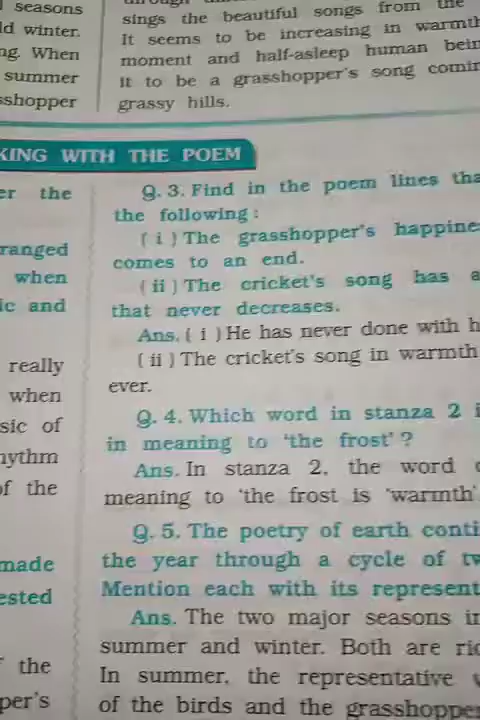 seasons
ld winter.
ng. When
summer
sshopper
sings the beautiful songs from the
It seems to be increasing in warmth
moment and half-asleep human bein
it to be a grasshopper's song comin
grassy hills.
KING WITH THE POEM
er the
ranged
when
ic and
really
when
sic of
hythm
of the
made
ested
the
per's
Q. 3. Find in the poem lines tha
the following :
( i ) The grasshopper's happine
comes to an end.
( ii ) The cricket's song has a
that never decreases.
Ans. ( i ) He has never done with h
( ii ) The cricket's song in warmth
ever.
Q. 4. Which word in stanza 2 i
in meaning to 'the frost' ?
Ans. In stanza 2, the word
meaning to 'the frost is 'warmth'
Q. 5. The poetry of earth conti
the year through a cycle of tw
Mention each with its represent
Ans. The two major seasons in
summer and winter. Both are ric
In summer, the representative
of the birds and the grasshopper